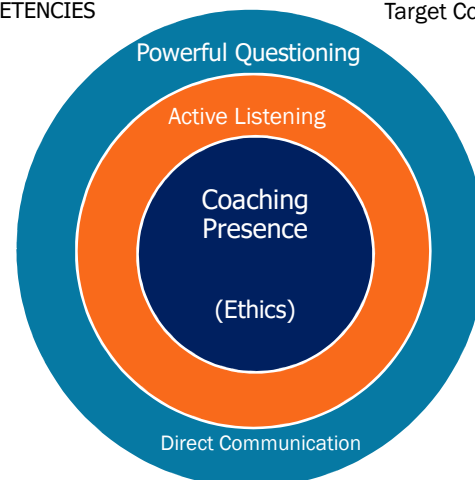 ETENCIES
Target Co
Powerful Questioning
Active Listening
Coaching
Presence
(Ethics)
Direct Communication